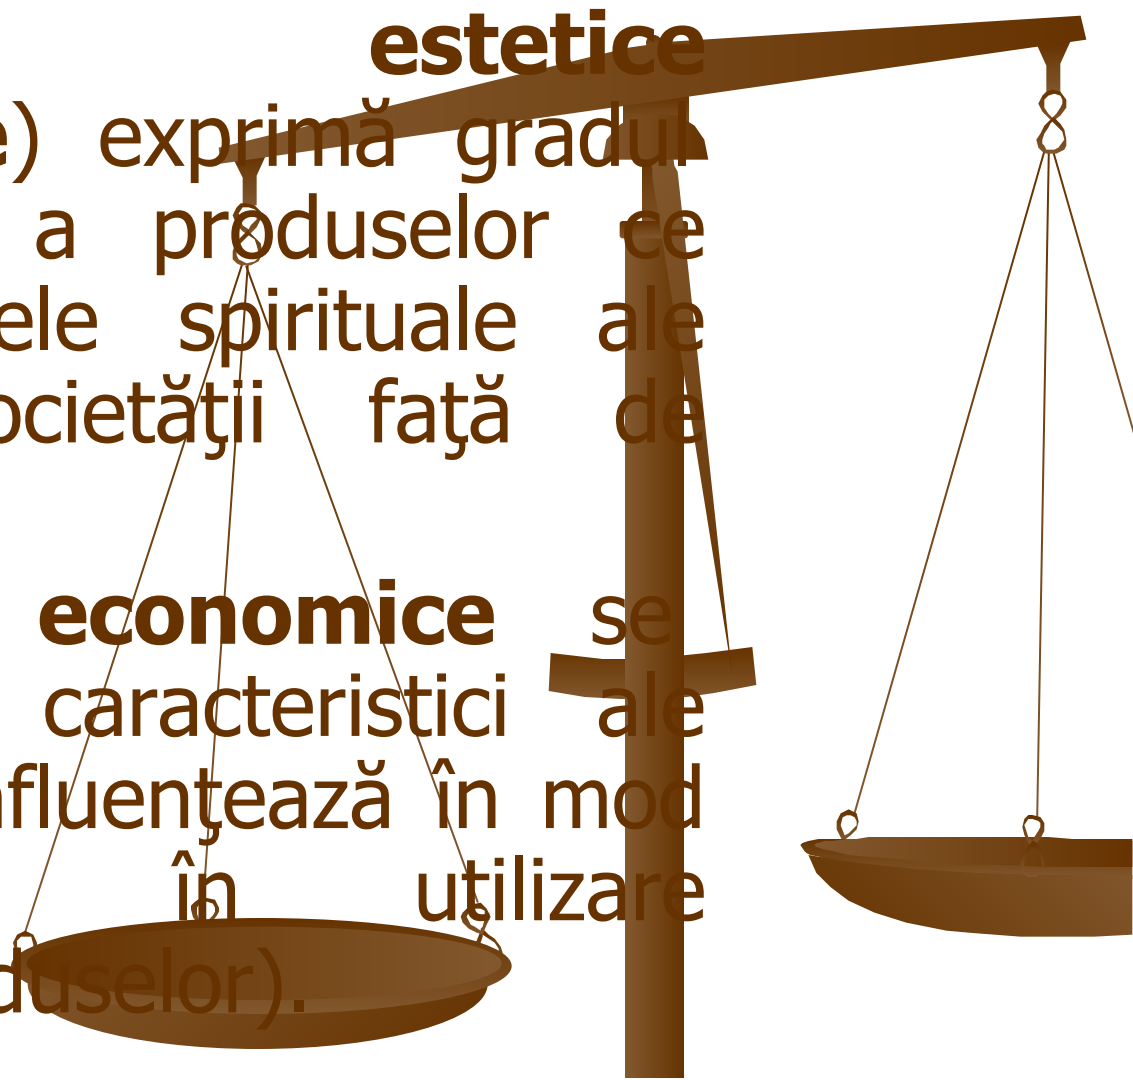 estetice
e) exprimă gradul
a produselor ce
ele spirituale ale
ocietăţii faţă de
economice se
caracteristici ale
nfluenţează în mod
în utilizare
duselor).